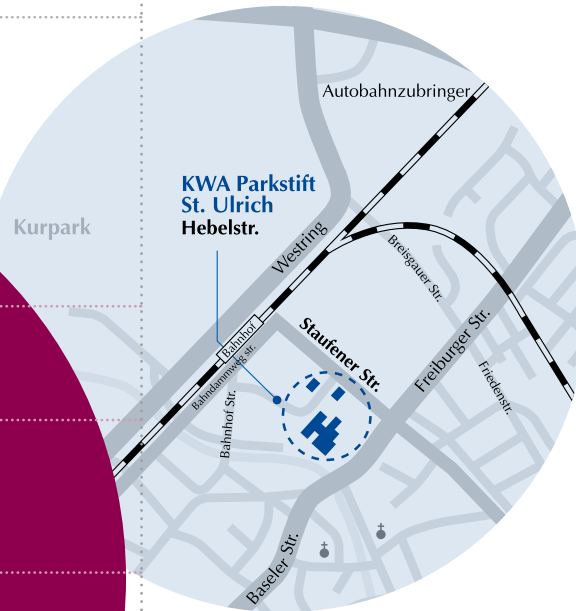 Autobahnzubringer
KWA Parkstift
St. Ulrich
Hebelstr.
Kurpark
Westring
Breisgauer Str.
Bahnhof
Staufener Str.
Freiburger Str.
Bahndammweg str.
Friedenstr.
Bahnhof Str.
Baseler Str.